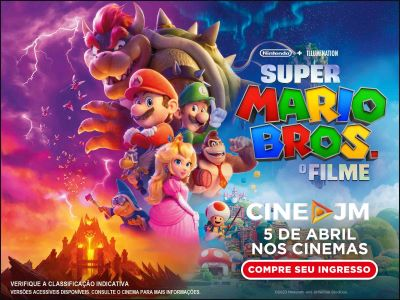 Nintendo + ILLUMINATION
SUPER
MARIO
BROS.
O FILME
CINE JM
5 DE ABRIL
NOS CINEMAS
COMPRE SEU INGRESSO
VERIFIQUE A CLASSIFICAÇÃO INDICATIVA
VERSÕES ACESSÍVEIS DISPONÍVEIS. CONSULTE O CINEMA PARA MAIS INFORMAÇÕES.